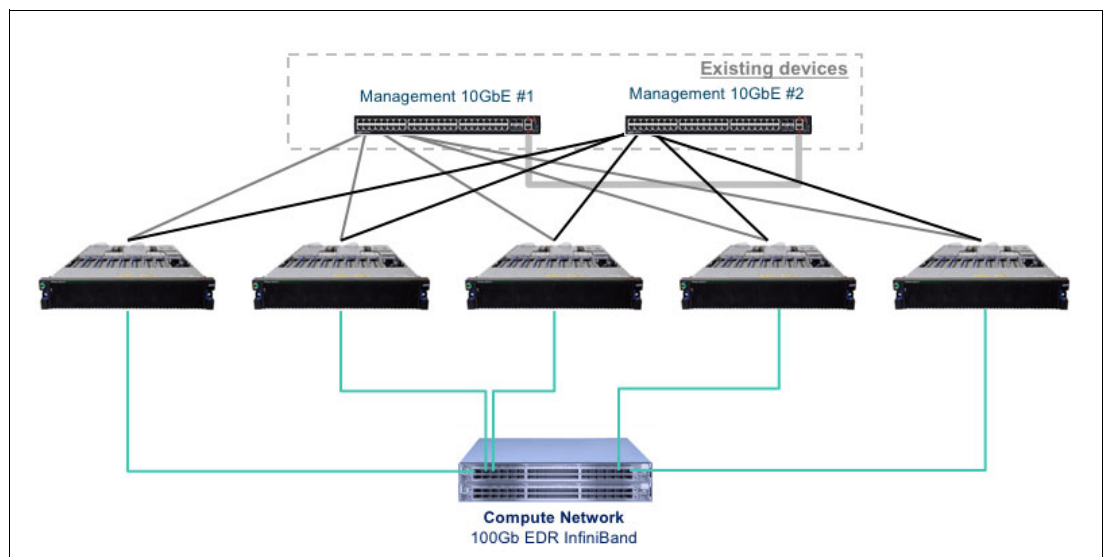 Existing devices
Management 10GbE #1
Management 10GbE #2
Compute Network
100Gb EDR InfiniBand